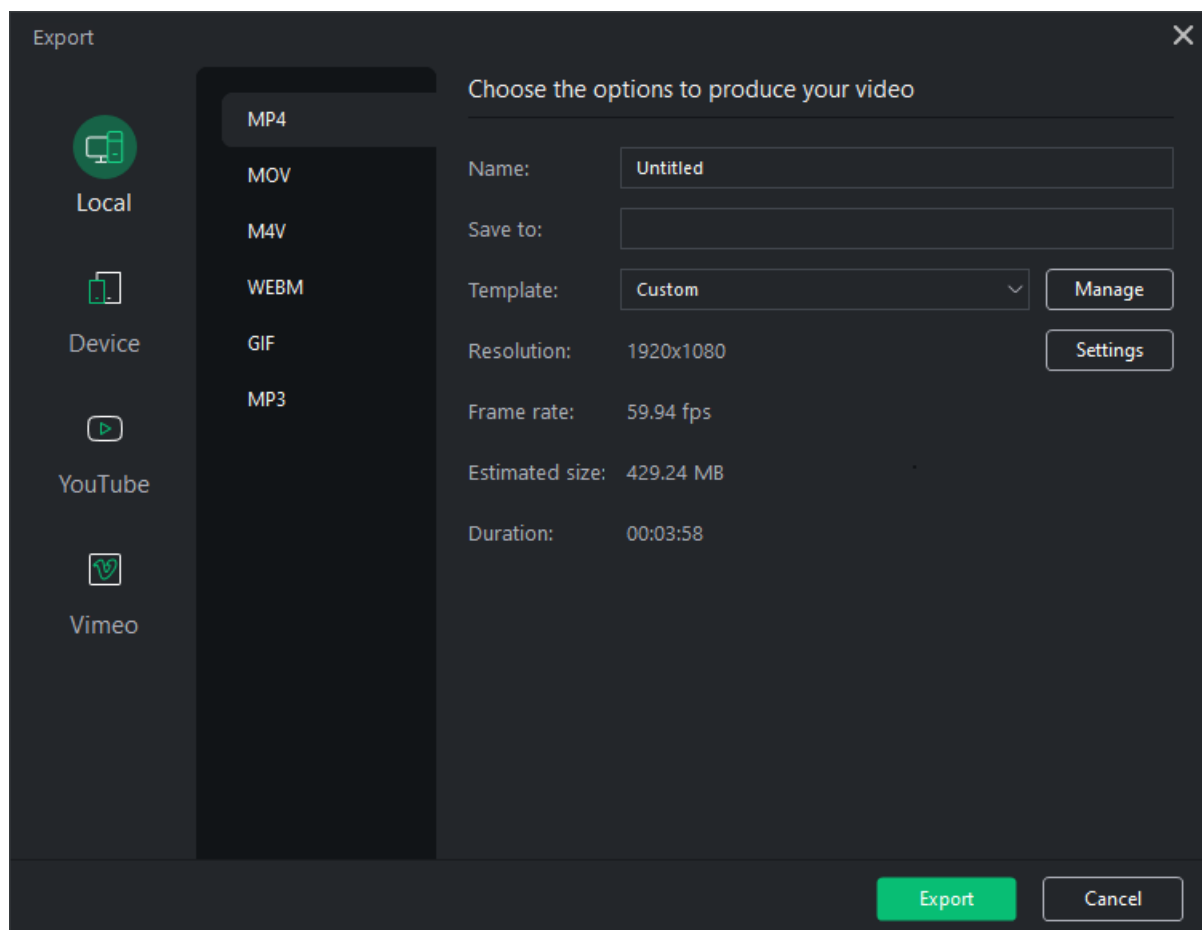 Export
Local
Device
YouTube
Vimeo
MP4
MOV
M4V
WEBM
GIF
MP3
Choose the options to produce your video
Name: Untitled
Save to:
Template: Custom Manage
Resolution: 1920x1080 Settings
Frame rate: 59.94 fps
Estimated size: 429.24 MB
Duration: 00:03:58
Export Cancel